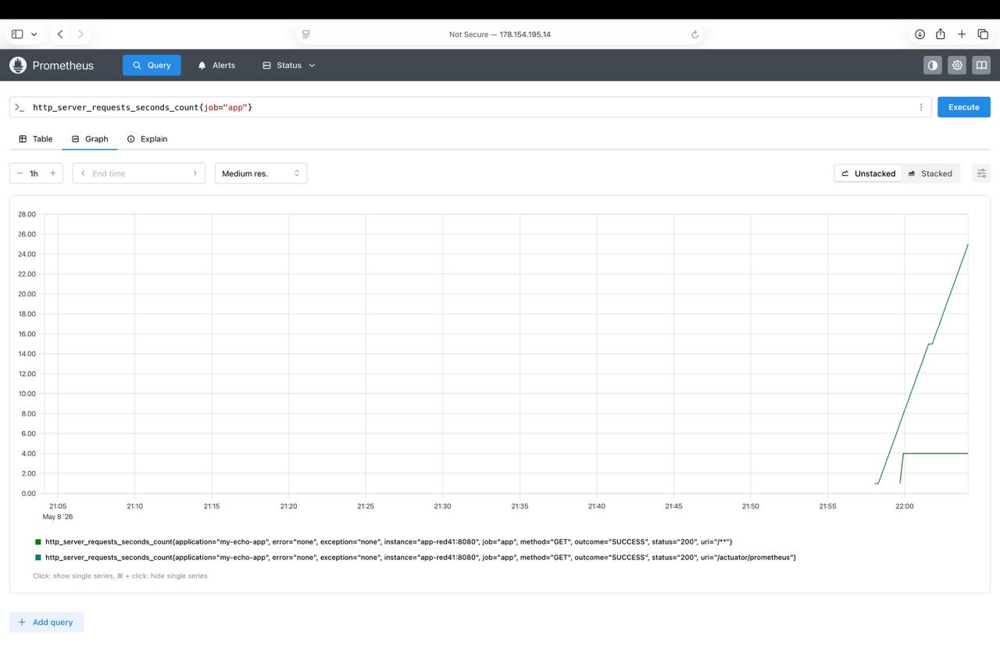 Not Secure — 178.154.195.14
Prometheus Query Alerts Status
http_server_requests_seconds_count{job="app"}
Execute
Table Graph Explain
1h End time Medium res. Unstacked Stacked
28.00
26.00
24.00
22.00
20.00
18.00
16.00
14.00
12.00
10.00
8.00
6.00
4.00
2.00
0.00
21:05 21:10 21:15 21:20 21:25 21:30 21:35 21:40 21:45 21:50 21:55 22:00
May 8 '26
http_server_requests_seconds_count{application="my-echo-app", error="none", exception="none", instance="app-red41:8080", job="app", method="GET", outcome="SUCCESS", status="200", uri="/**"}
http_server_requests_seconds_count{application="my-echo-app", error="none", exception="none", instance="app-red41:8080", job="app", method="GET", outcome="SUCCESS", status="200", uri="/actuator/prometheus"}
Click: show single series, ⌘ + click: hide single series
Add query